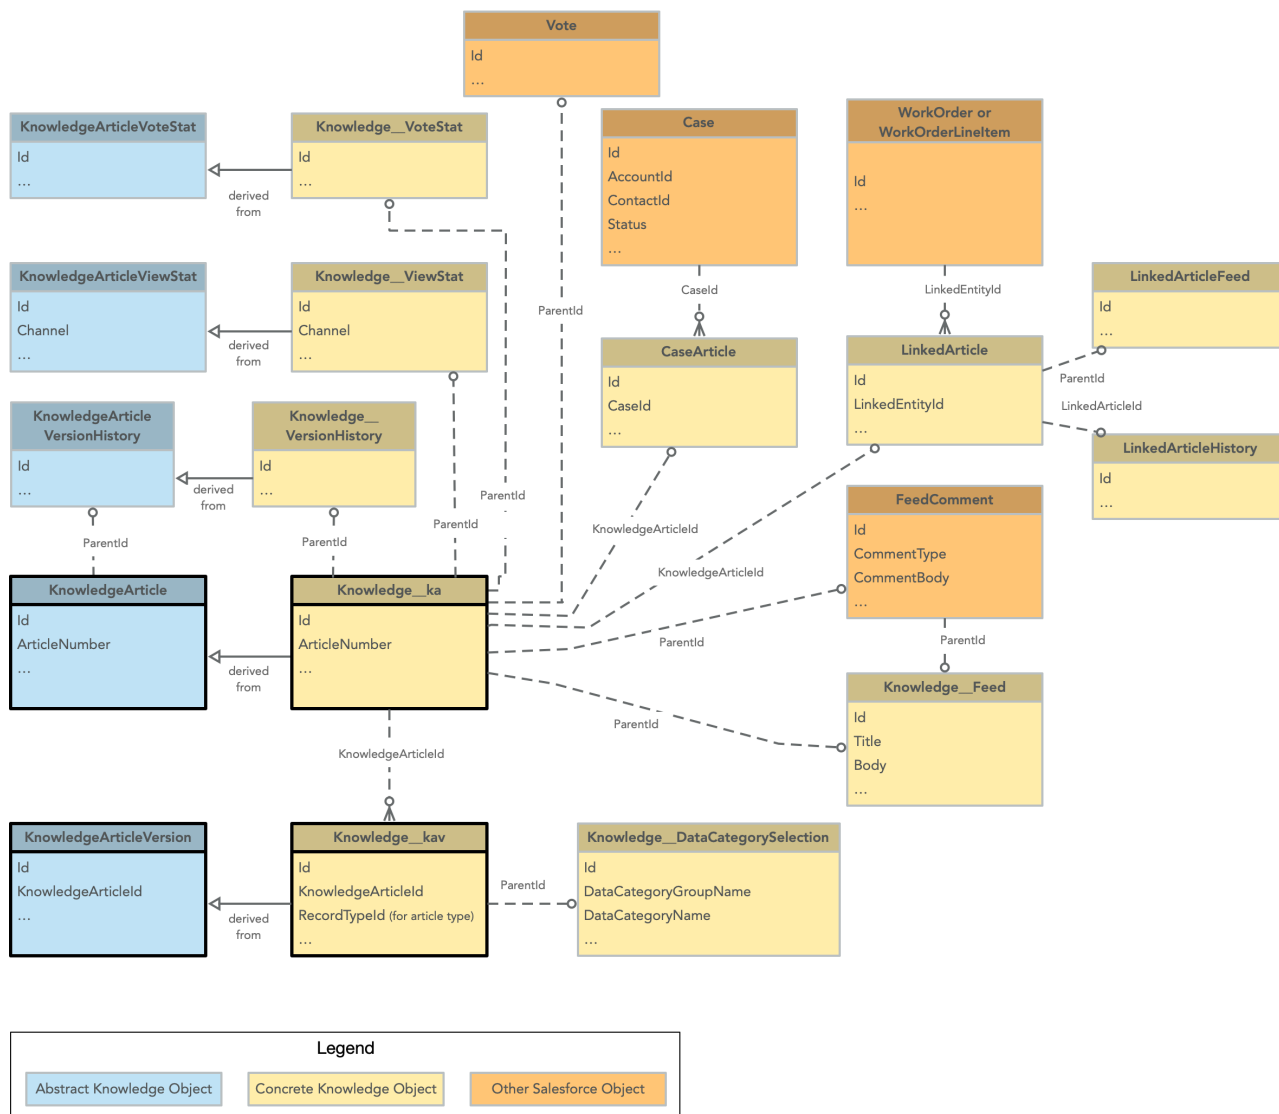 Vote
Id
...
KnowledgeArticleVoteStat
Id
...
derived
from
Knowledge__VoteStat
Id
...
Case
Id
AccountId
ContactId
Status
...
WorkOrder or
WorkOrderLineItem
Id
...
KnowledgeArticleViewStat
Id
Channel
...
derived
from
Knowledge__ViewStat
Id
Channel
...
ParentId
CaseId
LinkedEntityId
LinkedArticleFeed
Id
...
CaseArticle
Id
CaseId
...
LinkedArticle
Id
LinkedEntityId
...
ParentId
LinkedArticleId
KnowledgeArticle
VersionHistory
Id
...
derived
from
Knowledge__
VersionHistory
Id
...
LinkedArticleHistory
Id
...
ParentId
ParentId
ParentId
ParentId
KnowledgeArticleId
KnowledgeArticleId
FeedComment
Id
CommentType
CommentBody
...
KnowledgeArticle
Id
ArticleNumber
...
derived
from
Knowledge__ka
Id
ArticleNumber
...
ParentId
ParentId
ParentId
Knowledge__Feed
Id
Title
Body
...
KnowledgeArticleId
KnowledgeArticleVersion
Id
KnowledgeArticleId
...
derived
from
Knowledge__kav
Id
KnowledgeArticleId
RecordTypeId (for article type)
...
ParentId
Knowledge__DataCategorySelection
Id
DataCategoryGroupName
DataCategoryName
...
Legend
Abstract Knowledge Object
Concrete Knowledge Object
Other Salesforce Object